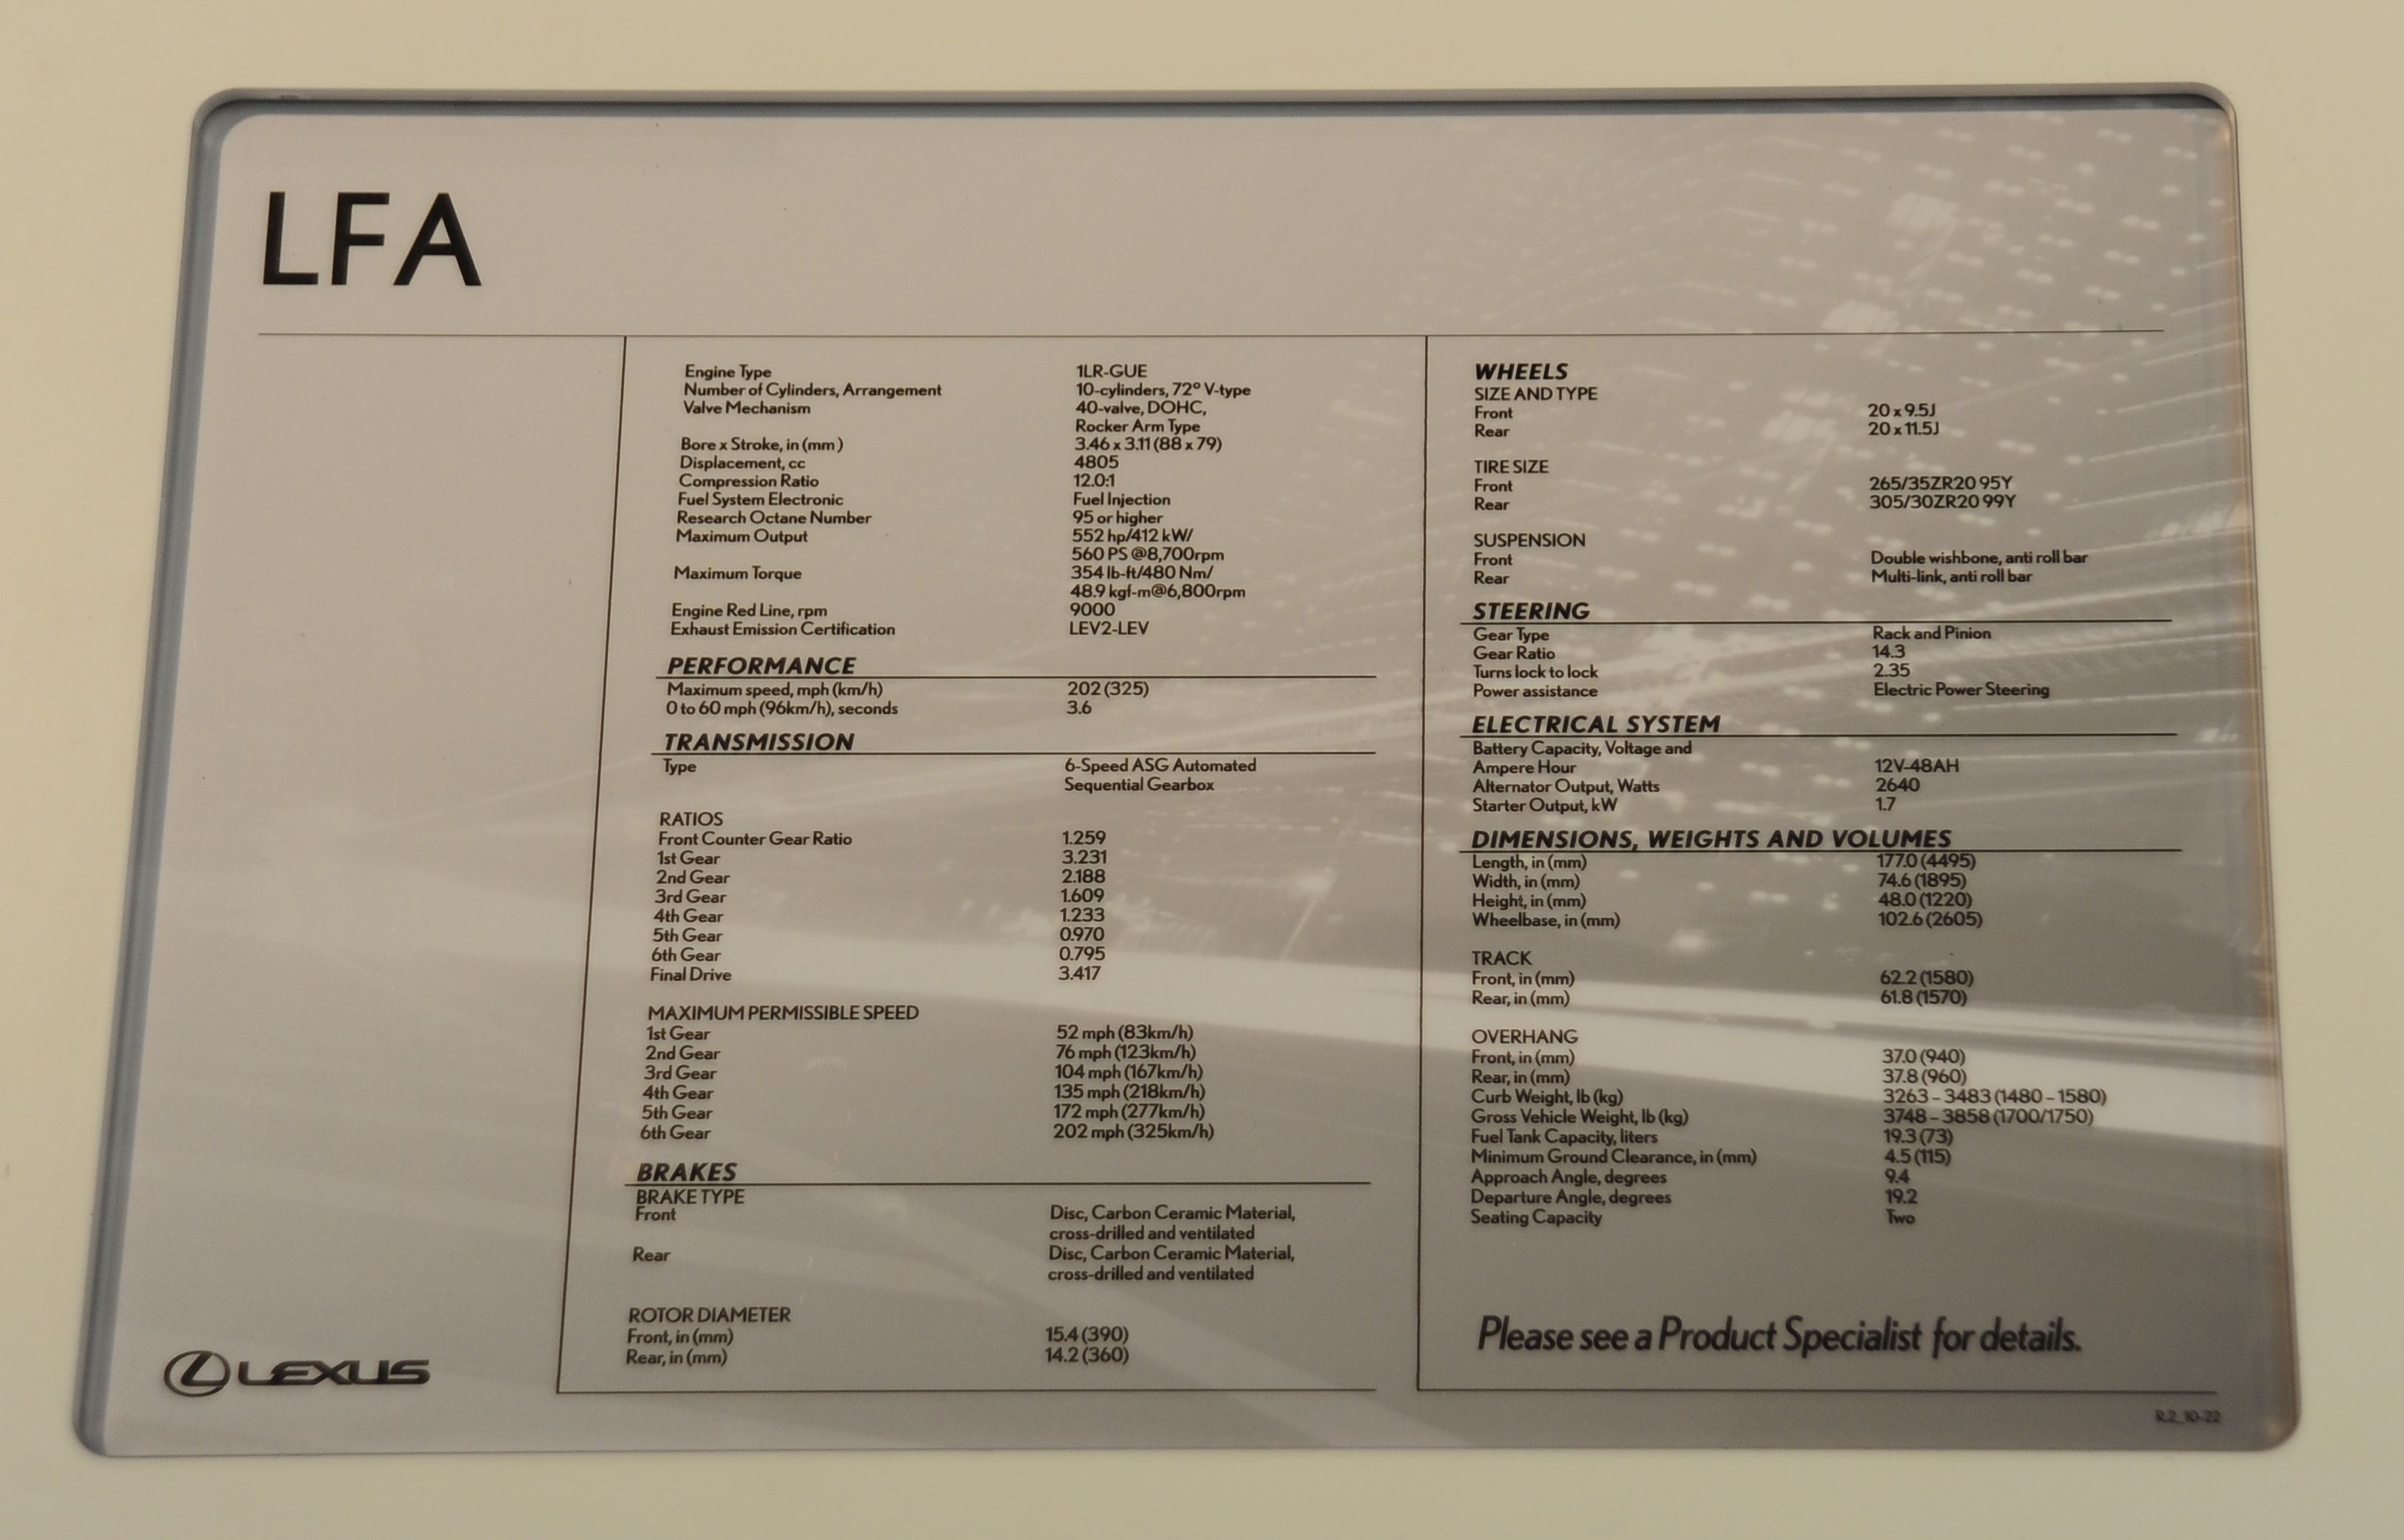 LFA
Engine Type 1LR-GUE
Number of Cylinders, Arrangement 10-cylinders, 72º V-type
Valve Mechanism 40-valve, DOHC,
Rocker Arm Type
Bore x Stroke, in (mm ) 3.46 x 3.11 (88 x 79)
Displacement, cc 4805
Compression Ratio 12.0:1
Fuel System Electronic Fuel Injection
Research Octane Number 95 or higher
Maximum Output 552 hp/412 kW/
560 PS @8,700rpm
Maximum Torque 354 lb-ft/480 Nm/
48.9 kgf-m@6,800rpm
Engine Red Line, rpm 9000
Exhaust Emission Certification LEV2-LEV
PERFORMANCE
Maximum speed, mph (km/h) 202 (325)
0 to 60 mph (96km/h), seconds 3.6
TRANSMISSION
Type 6-Speed ASG Automated
Sequential Gearbox
RATIOS
Front Counter Gear Ratio 1.259
1st Gear 3.231
2nd Gear 2.188
3rd Gear 1.609
4th Gear 1.233
5th Gear 0.970
6th Gear 0.795
Final Drive 3.417
MAXIMUM PERMISSIBLE SPEED
1st Gear 52 mph (83km/h)
2nd Gear 76 mph (123km/h)
3rd Gear 104 mph (167km/h)
4th Gear 135 mph (218km/h)
5th Gear 172 mph (277km/h)
6th Gear 202 mph (325km/h)
BRAKES
BRAKE TYPE
Front Disc, Carbon Ceramic Material,
cross-drilled and ventilated
Rear Disc, Carbon Ceramic Material,
cross-drilled and ventilated
ROTOR DIAMETER
Front, in (mm) 15.4 (390)
Rear, in (mm) 14.2 (360)
WHEELS
SIZE AND TYPE
Front 20 x 9.5J
Rear 20 x 11.5J
TIRE SIZE
Front 265/35ZR20 95Y
Rear 305/30ZR20 99Y
SUSPENSION
Front Double wishbone, anti roll bar
Rear Multi-link, anti roll bar
STEERING
Gear Type Rack and Pinion
Gear Ratio 14.3
Turns lock to lock 2.35
Power assistance Electric Power Steering
ELECTRICAL SYSTEM
Battery Capacity, Voltage and
Ampere Hour 12V-48AH
Alternator Output, Watts 2640
Starter Output, kW 1.7
DIMENSIONS, WEIGHTS AND VOLUMES
Length, in (mm) 177.0 (4495)
Width, in (mm) 74.6 (1895)
Height, in (mm) 48.0 (1220)
Wheelbase, in (mm) 102.6 (2605)
TRACK
Front, in (mm) 62.2 (1580)
Rear, in (mm) 61.8 (1570)
OVERHANG
Front, in (mm) 37.0 (940)
Rear, in (mm) 37.8 (960)
Curb Weight, lb (kg) 3263 – 3483 (1480 – 1580)
Gross Vehicle Weight, lb (kg) 3748 – 3858 (1700/1750)
Fuel Tank Capacity, liters 19.3 (73)
Minimum Ground Clearance, in (mm) 4.5 (115)
Approach Angle, degrees 9.4
Departure Angle, degrees 19.2
Seating Capacity Two
Please see a Product Specialist for details.
LEXUS
R.2_10-22